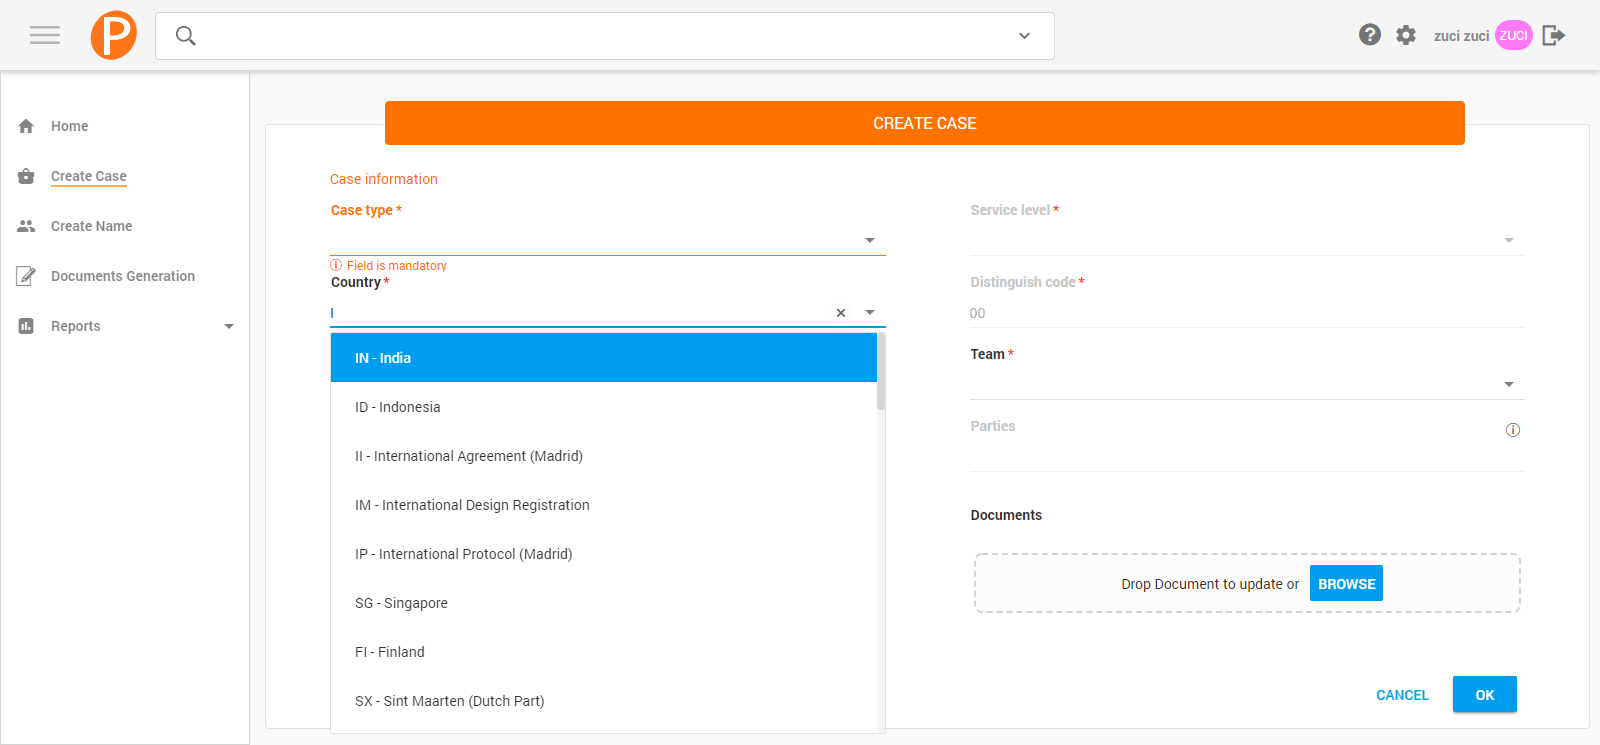 P
zuci zuci ZUCI
Home
Create Case
Create Name
Documents Generation
Reports
CREATE CASE
Case information
Case type *
Field is mandatory
Country *
I
IN - India
ID - Indonesia
II - International Agreement (Madrid)
IM - International Design Registration
IP - International Protocol (Madrid)
SG - Singapore
FI - Finland
SX - Sint Maarten (Dutch Part)
Service level *
Distinguish code *
00
Team *
Parties
Documents
Drop Document to update or BROWSE
CANCEL OK